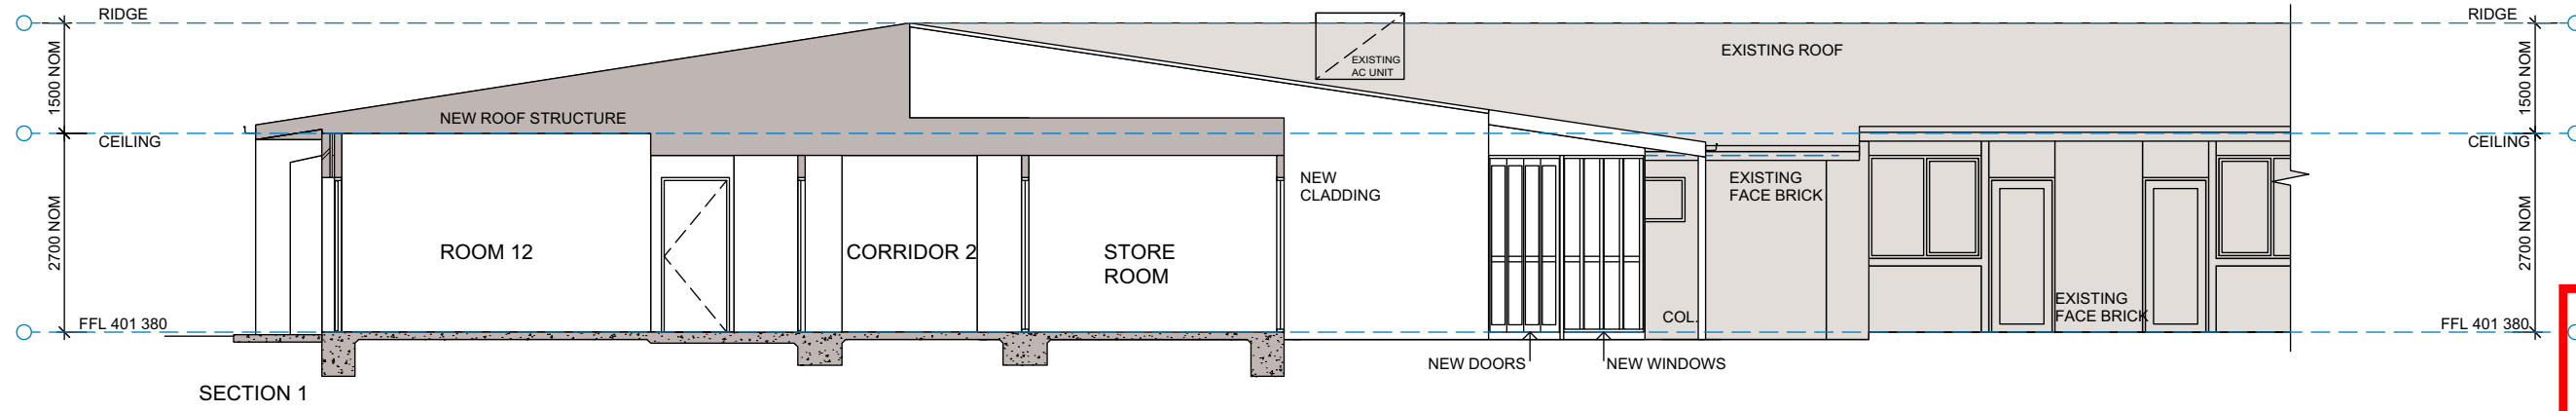 RIDGE
RIDGE
1500 NOM
EXISTING ROOF
EXISTING
AC UNIT
1500 NOM
NEW ROOF STRUCTURE
CEILING
CEILING
NEW
CLADDING
EXISTING
FACE BRICK
2700 NOM
ROOM 12
CORRIDOR 2
STORE
ROOM
2700 NOM
EXISTING
FACE BRICK
COL.
FFL 401 380
FFL 401 380
NEW DOORS
NEW WINDOWS
SECTION 1